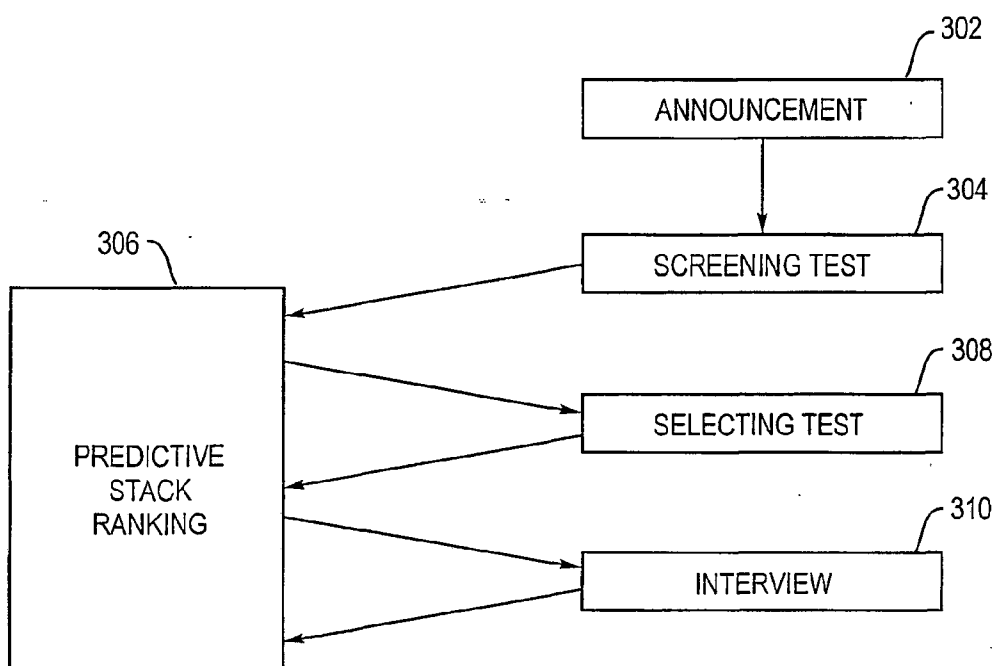 302
ANNOUNCEMENT
304
SCREENING TEST
306
PREDICTIVE
STACK
RANKING
308
SELECTING TEST
310
INTERVIEW